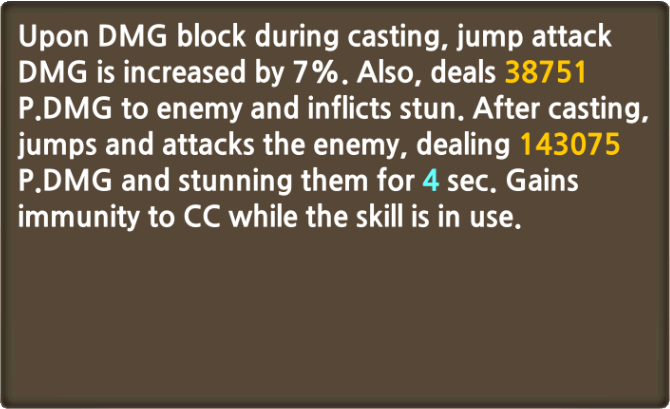 Upon DMG block during casting, jump attack
DMG is increased by 7%. Also, deals 38751
P.DMG to enemy and inflicts stun. After casting,
jumps and attacks the enemy, dealing 143075
P.DMG and stunning them for 4 sec. Gains
immunity to CC while the skill is in use.